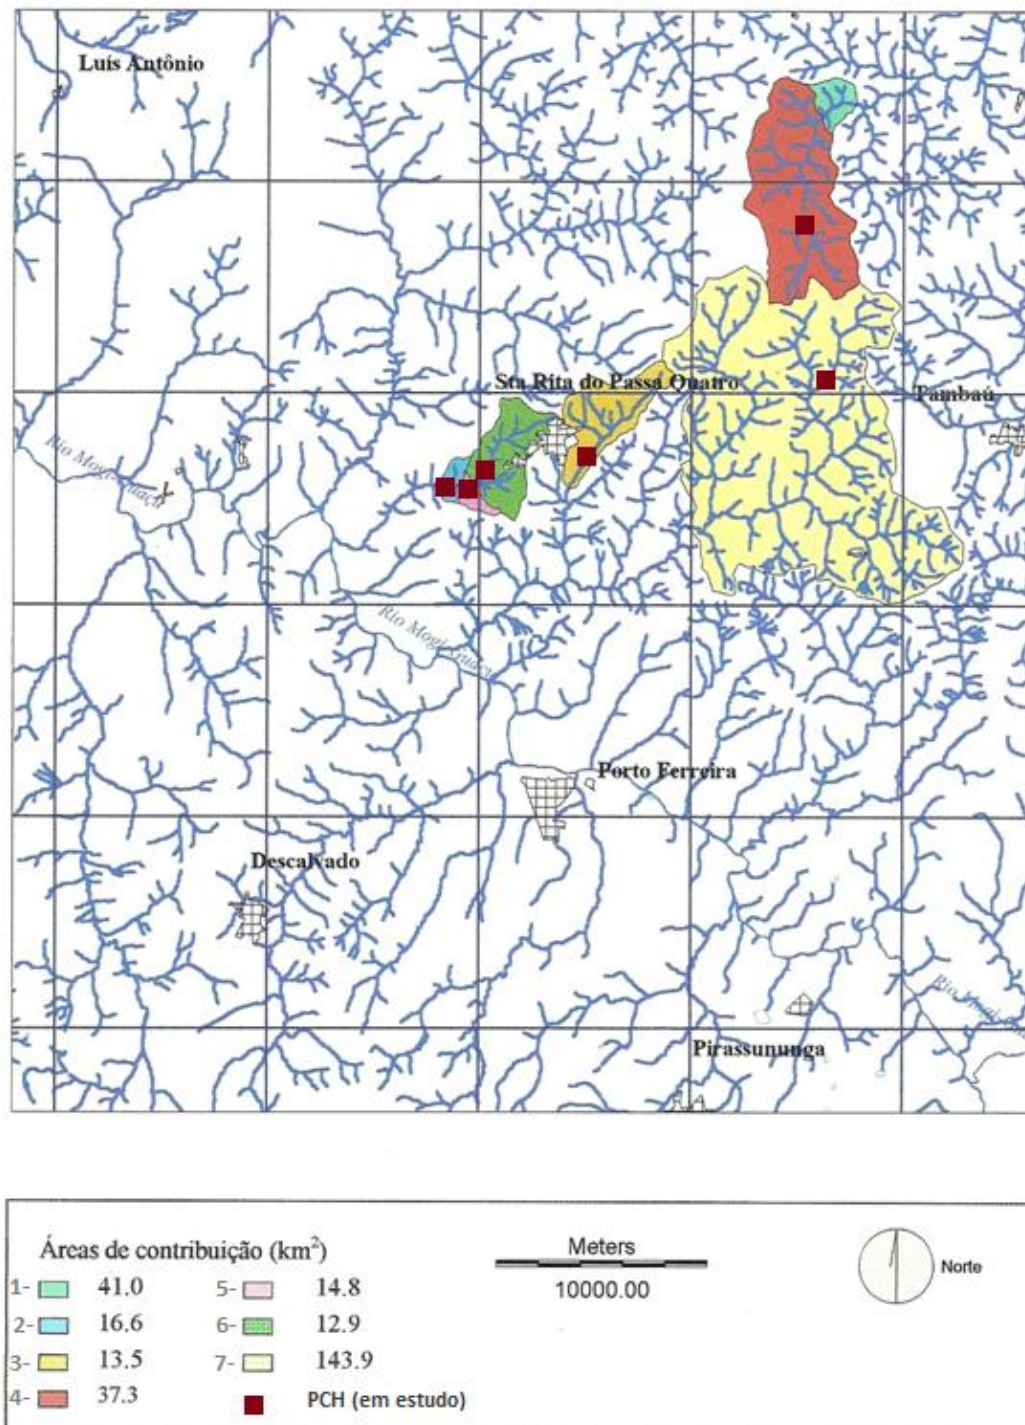 Luís Antônio
Sta Rita do Passa Quatro
Tambaú
Rio Mogi-Guaçu
Rio Mogi-Guaçu
Porto Ferreira
Descalvado
Rio
Pirassununga
Áreas de contribuição (km²)
1- 41.0
2- 16.6
3- 13.5
4- 37.3
5- 14.8
6- 12.9
7- 143.9
PCH (em estudo)
Meters
10000.00
Norte